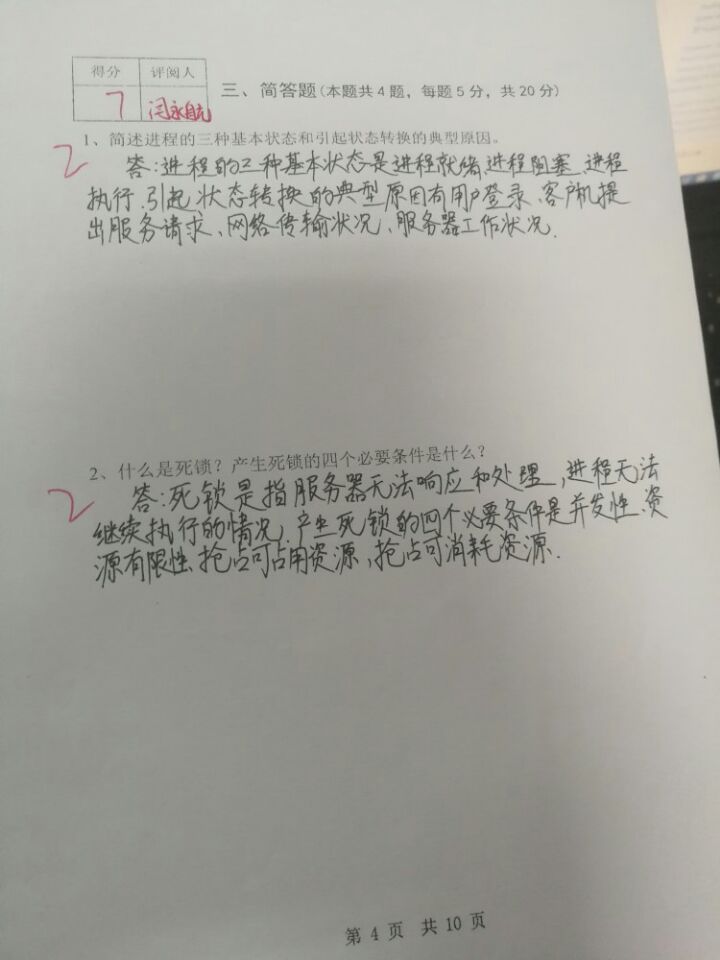 得分 评阅人
7 闫永自
三、简答题(本题共4题，每题5分，共20分)
1、简述进程的三种基本状态和引起状态转换的典型原因。
2 答:进程的三种基本状态是进程就绪、进程阻塞、进程
执行.引起状态转换的典型原因有用户登录、客户机提
出服务请求、网络传输状况、服务器工作状况.
2、什么是死锁？产生死锁的四个必要条件是什么？
2 答:死锁是指服务器无法响应和处理,进程无法
继续执行的情况.产生死锁的四个必要条件是并发性、资
源有限性、抢占可占用资源、抢占可消耗资源.
第 4 页 共 10 页